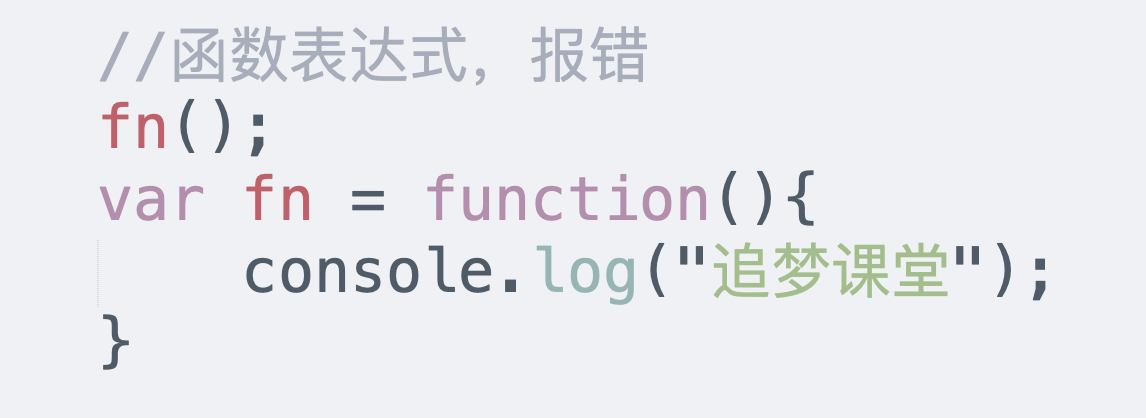 //函数表达式，报错
fn();
var fn = function(){
    console.log("追梦课堂");
}